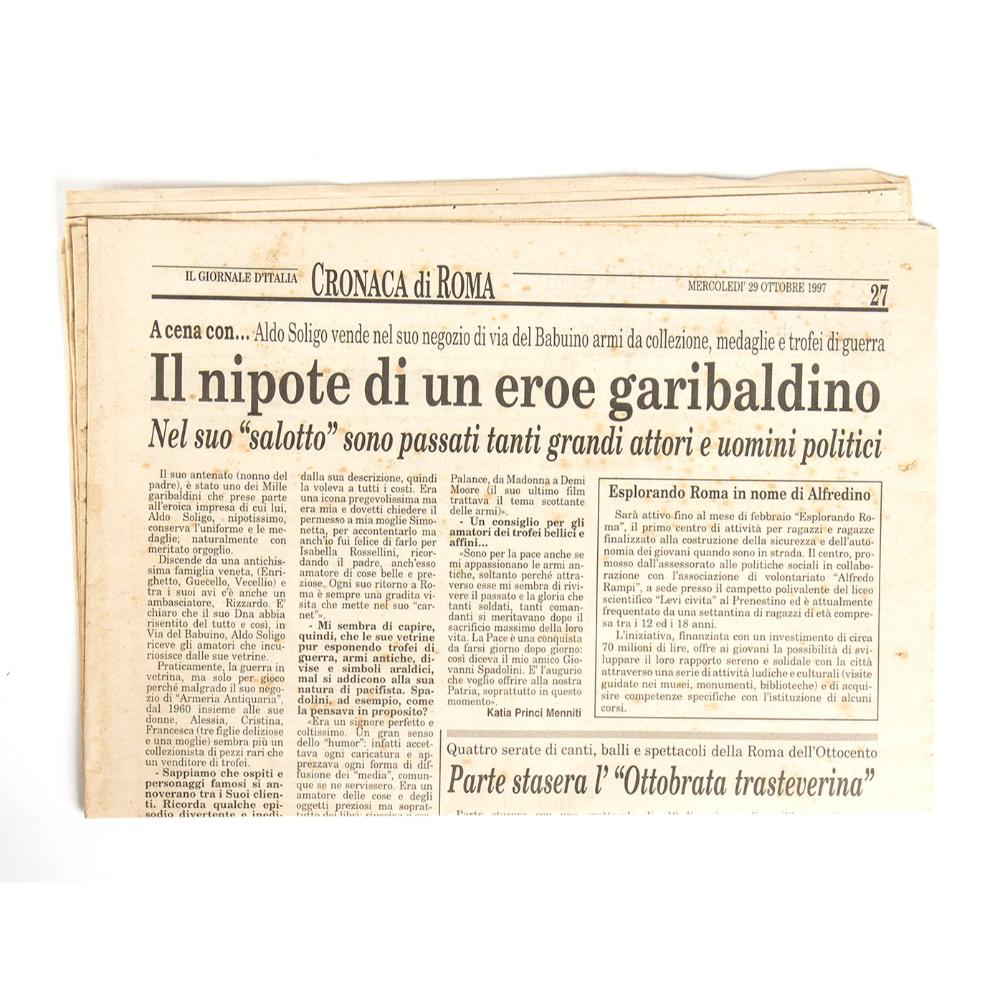 IL GIORNALE D'ITALIA CRONACA di ROMA MERCOLEDI' 29 OTTOBRE 1997 27
A cena con... Aldo Soligo vende nel suo negozio di via del Babuino armi da collezione, medaglie e trofei di guerra
Il nipote di un eroe garibaldino
Nel suo “salotto” sono passati tanti grandi attori e uomini politici
Il suo antenato (nonno del
padre), è stato uno dei Mille
garibaldini che prese parte
all'eroica impresa di cui lui,
Aldo Soligo, nipotissimo,
conserva l'uniforme e le me-
daglie; naturalmente con
meritato orgoglio.
Discende da una antichis-
sima famiglia veneta, (Enri-
ghetto, Guecello, Vecellio) e
tra i suoi avi c'è anche un
ambasciatore, Rizzardo. E'
chiaro che il suo Dna abbia
risentito del tutto e così, in
Via del Babuino, Aldo Soligo
riceve gli amatori che incu-
riosisce dalle sue vetrine.
Praticamente, la guerra in
vetrina, ma solo per gioco
perché malgrado il suo nego-
zio di “Armeria Antiquaria”,
dal 1960 insieme alle sue
donne, Alessia, Cristina,
Francesca (tre figlie deliziose
e una moglie) sembra più un
collezionista di pezzi rari che
un venditore di trofei.
- Sappiamo che ospiti e
personaggi famosi si an-
noverano tra i Suoi clien-
ti. Ricorda qualche epi-
sodio divertente e inedi-
dalla sua descrizione, quindi
la voleva a tutti i costi. Era
una icona pregevolissima ma
era mia e dovetti chiedere il
permesso a mia moglie Simo-
netta, per accontentarlo ma
anch'io fui felice di farlo per
Isabella Rossellini, ricor-
dando il padre, anch'esso
amatore di cose belle e pre-
ziose. Ogni suo ritorno a Ro-
ma è sempre una gradita vi-
sita che mette nel suo “car-
net”».
- Mi sembra di capire,
quindi, che le sue vetrine
pur esponendo trofei di
guerra, armi antiche, di-
vise e simboli araldici,
mal si addicono alla sua
natura di pacifista. Spa-
dolini, ad esempio, come
la pensava in proposito?
«Era un signore perfetto e
coltissimo. Un gran senso
dello “humor”: infatti accet-
tava ogni caricatura e ap-
prezzava ogni forma di dif-
fusione dei “media”, comun-
que se ne servissero. Era un
amatore delle cose e degli
oggetti preziosi ma soprat-
tutto dei libri:
Palance, da Madonna a Demi
Moore (il suo ultimo film
trattava il tema scottante
delle armi)».
- Un consiglio per gli
amatori dei trofei bellici e
affini...
«Sono per la pace anche se
mi appassionano le armi an-
tiche, soltanto perché attra-
verso esse mi sembra di rivive-
re il passato e la gloria che
tanti soldati, tanti coman-
danti si meritavano dopo il
sacrificio massimo della loro
vita. La Pace è una conquista
da farsi giorno dopo giorno:
così diceva il mio amico Gio-
vanni Spadolini. E' l'augurio
che voglio offrire alla nostra
Patria, soprattutto in questo
momento».
Katia Princi Menniti
Esplorando Roma in nome di Alfredino
Sarà attivo fino al mese di febbraio “Esplorando Ro-
ma”, il primo centro di attività per ragazzi e ragazze
finalizzato alla costruzione della sicurezza e dell'auto-
nomia dei giovani quando sono in strada. Il centro, pro-
mosso dall'assessorato alle politiche sociali in collabo-
razione con l'associazione di volontariato “Alfredo
Rampi”, a sede presso il campetto polivalente del liceo
scientifico “Levi civita” al Prenestino ed è attualmente
frequentato da una settantina di ragazzi di età compre-
sa tra i 12 ed i 18 anni.
L'iniziativa, finanziata con un investimento di circa
70 milioni di lire, offre ai giovani la possibilità di svi-
luppare il loro rapporto sereno e solidale con la città
attraverso una serie di attività ludiche e culturali (visite
guidate nei musei, monumenti, biblioteche) e di acqui-
sire competenze specifiche con l'istituzione di alcuni
corsi.
Quattro serate di canti, balli e spettacoli della Roma dell'Ottocento
Parte stasera l' “Ottobrata trasteverina”